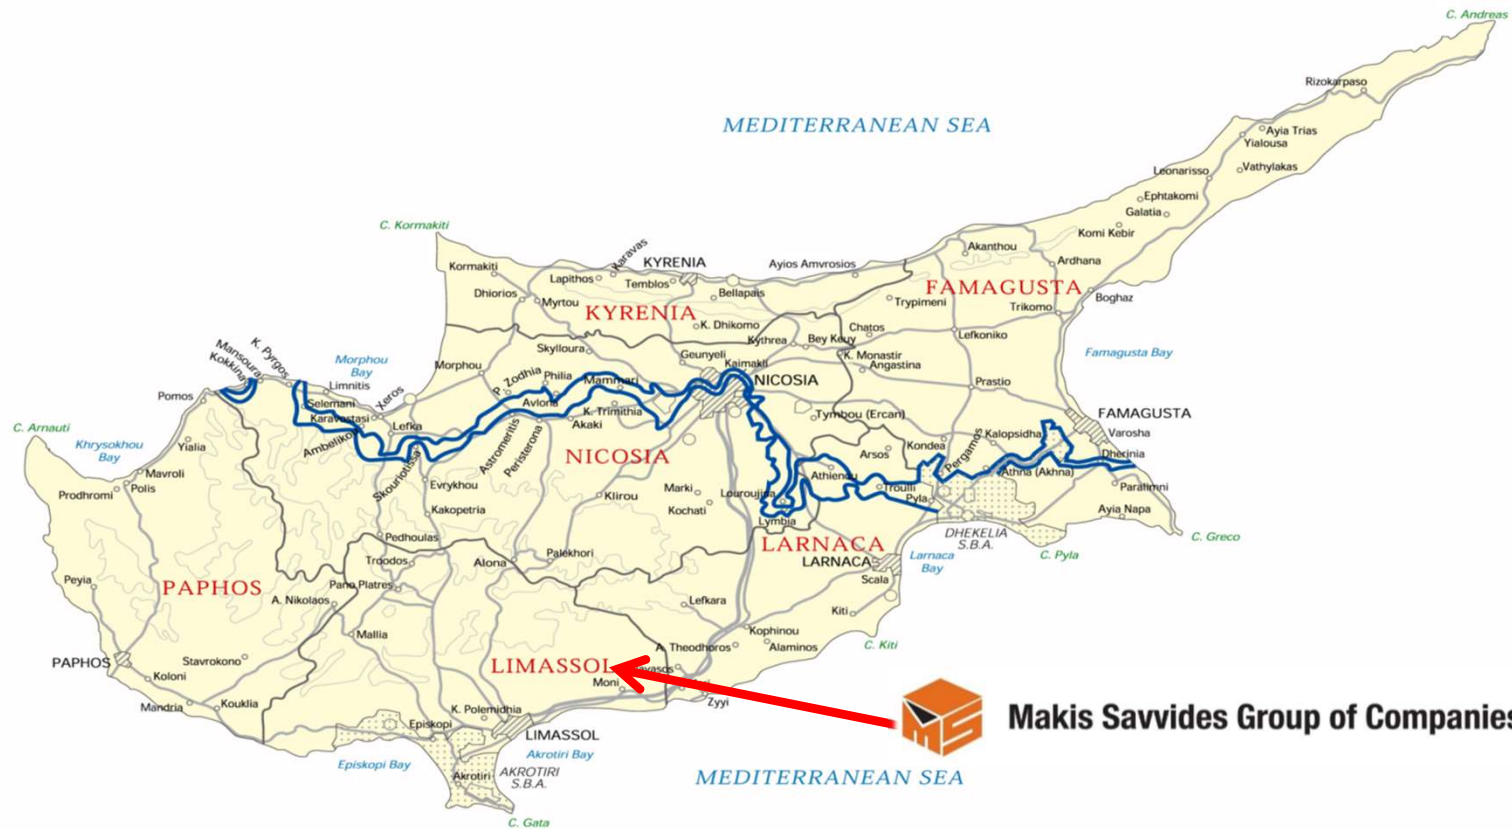 C. Andreas
Rizokarpaso
MEDITERRANEAN SEA
Ayia Trias
Yialousa
Vathylakas
Leonarisso
Ephtakomi
Galatia
Komi Kebir
C. Kormakiti
Karavas
KYRENIA
Akanthou
Kormakiti
Lapithos
Temblos
Ayios Amvrosios
Ardhana
Dhiorios
Myrtou
Bellapais
FAMAGUSTA
Boghaz
KYRENIA
Trypimeni
Trikomo
K. Dhikomo
Chatos
Lefkoniko
Kythrea
Bey Keuy
Mansoura
Kokkina
K. Pyrgos
Morphou
Bay
Skylloura
Geunyeli
Kaimakli
K. Monastir
Angastina
Famagusta Bay
Morphou
P. Zodhia
Philia
Mammari
NICOSIA
Prastio
Limnitis
Xeros
Pomos
Selemani
Karavostasi
Avlona
K. Trimithia
Tymbou (Ercan)
FAMAGUSTA
C. Arnauti
Lefka
Akaki
Varosha
Khrysokhou
Bay
Yialia
Ambelikou
Astromeritis
Peristerona
NICOSIA
Arsos
Kondea
Pergamos
Kalopsidha
Dherinia
Mavroli
Skouriotissa
Athienou
Athna (Akhna)
Prodhromi
Polis
Evrykhou
Klirou
Marki
Louroujina
Troulli
Pyla
Paralimni
Kakopetria
Kochati
Lymbia
Ayia Napa
Pedhoulas
DHEKELIA
S.B.A.
C. Greco
LARNACA
Palekhori
Alona
LARNACA
Larnaca
Bay
C. Pyla
Troodos
Scala
Peyia
PAPHOS
Pano Platres
A. Nikolaos
Lefkara
Kiti
Mallia
Kophinou
A. Theodhoros
Alaminos
C. Kiti
PAPHOS
Stavrokono
LIMASSOL
Koloni
Moni
Zyyi
Mandria
Kouklia
K. Polemidhia
Makis Savvides Group of Companies
MS
Episkopi
LIMASSOL
Episkopi Bay
Akrotiri Bay
Akrotiri
AKROTIRI
S.B.A.
MEDITERRANEAN SEA
C. Gata